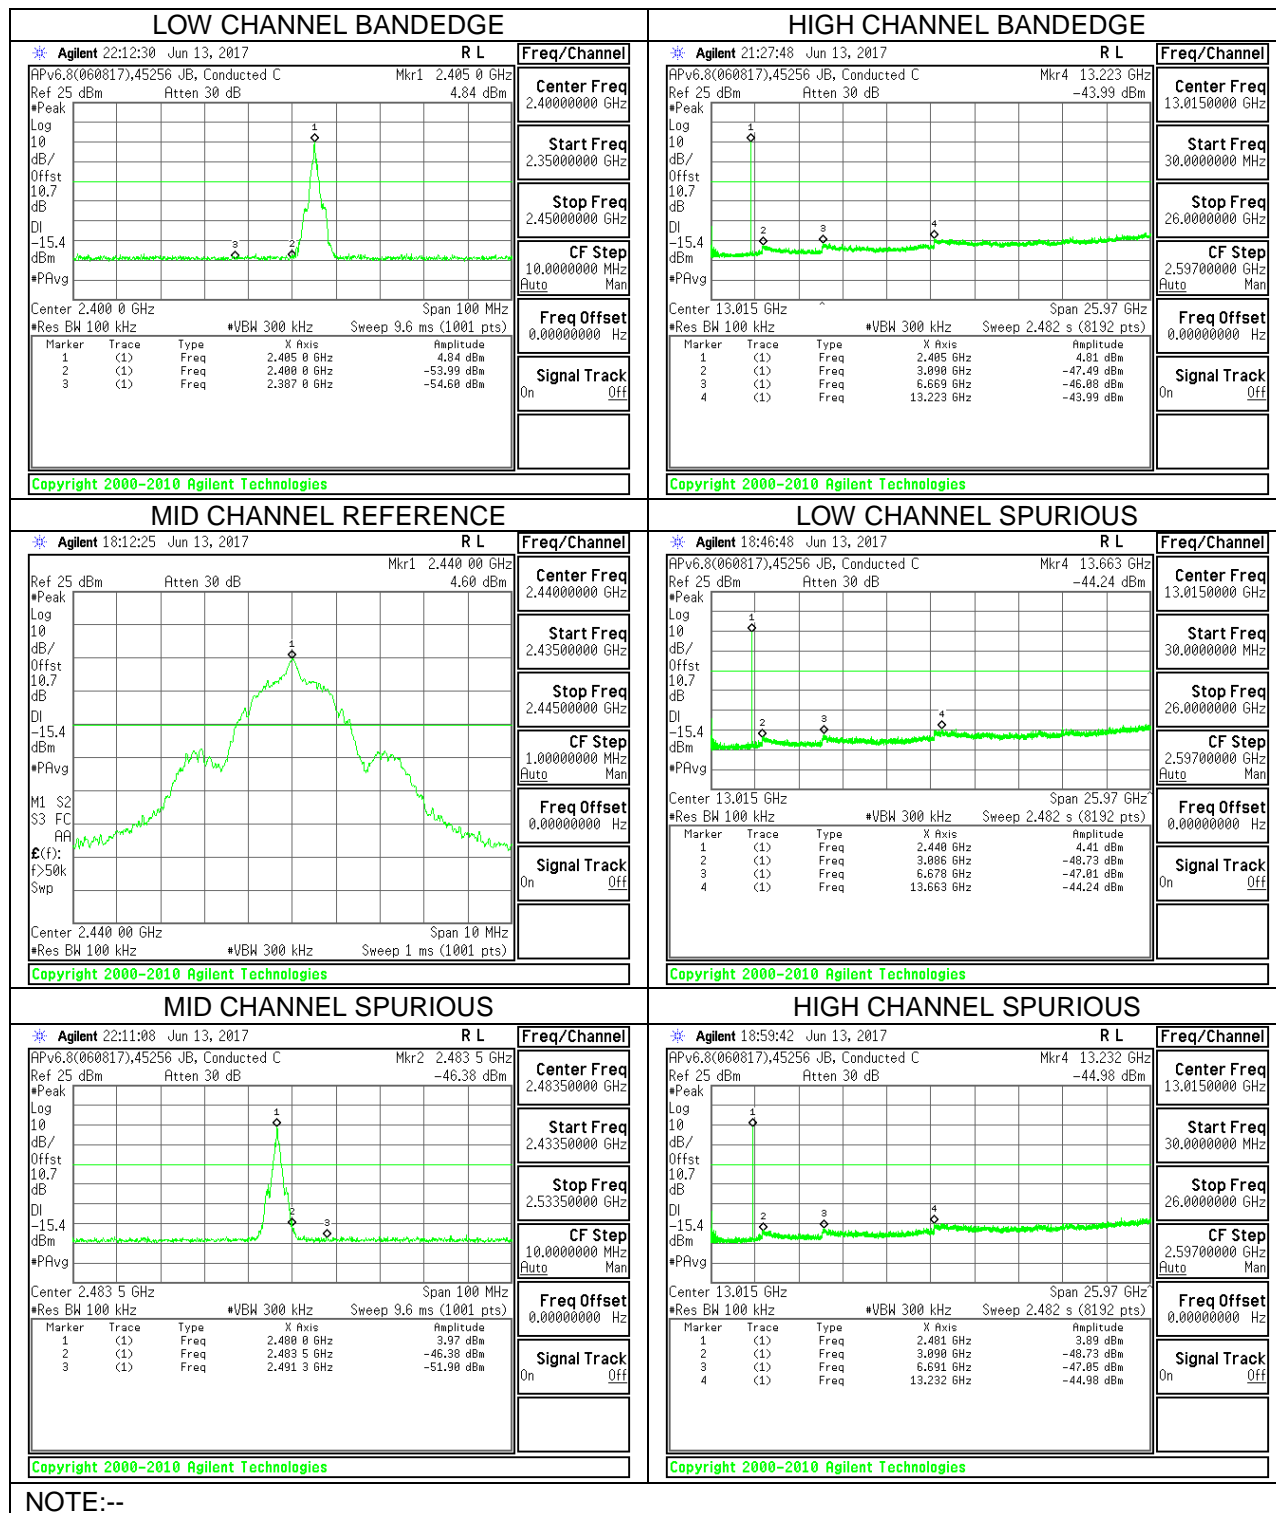 LOW CHANNEL BANDEDGE
Agilent 22:12:30 Jun 13, 2017 R L Freq/Channel
APv6.8(060817),45256 JB, Conducted C Mkr1 2.405 0 GHz
Ref 25 dBm Atten 30 dB 4.84 dBm
#Peak
Log
10
dB/
Offst
10.7
dB
DI
-15.4
dBm
#PAvg
1
3
2
Center 2.400 0 GHz Span 100 MHz
#Res BW 100 kHz #VBW 300 kHz Sweep 9.6 ms (1001 pts)
Marker Trace Type X Axis Amplitude
1 (1) Freq 2.405 0 GHz 4.84 dBm
2 (1) Freq 2.400 0 GHz -53.99 dBm
3 (1) Freq 2.387 0 GHz -54.60 dBm
Center Freq
2.40000000 GHz
Start Freq
2.35000000 GHz
Stop Freq
2.45000000 GHz
CF Step
10.0000000 MHz
Auto Man
Freq Offset
0.00000000 Hz
Signal Track
On Off
Copyright 2000-2010 Agilent Technologies
HIGH CHANNEL BANDEDGE
Agilent 21:27:48 Jun 13, 2017 R L Freq/Channel
APv6.8(060817),45256 JB, Conducted C Mkr4 13.223 GHz
Ref 25 dBm Atten 30 dB -43.99 dBm
#Peak
Log
10
dB/
Offst
10.7
dB
DI
-15.4
dBm
#PAvg
1
2
3
4
Center 13.015 GHz ^ Span 25.97 GHz
#Res BW 100 kHz #VBW 300 kHz Sweep 2.482 s (8192 pts)
Marker Trace Type X Axis Amplitude
1 (1) Freq 2.405 GHz 4.81 dBm
2 (1) Freq 3.090 GHz -47.49 dBm
3 (1) Freq 6.669 GHz -46.08 dBm
4 (1) Freq 13.223 GHz -43.99 dBm
Center Freq
13.0150000 GHz
Start Freq
30.0000000 MHz
Stop Freq
26.0000000 GHz
CF Step
2.59700000 GHz
Auto Man
Freq Offset
0.00000000 Hz
Signal Track
On Off
Copyright 2000-2010 Agilent Technologies
MID CHANNEL REFERENCE
Agilent 18:12:25 Jun 13, 2017 R L Freq/Channel
Mkr1 2.440 00 GHz
Ref 25 dBm Atten 30 dB 4.60 dBm
#Peak
Log
10
dB/
Offst
10.7
dB
DI
-15.4
dBm
#PAvg
M1 S2
S3 FC
AA
£(f):
f>50k
Swp
1
Center 2.440 00 GHz Span 10 MHz
#Res BW 100 kHz #VBW 300 kHz Sweep 1 ms (1001 pts)
Center Freq
2.44000000 GHz
Start Freq
2.43500000 GHz
Stop Freq
2.44500000 GHz
CF Step
1.00000000 MHz
Auto Man
Freq Offset
0.00000000 Hz
Signal Track
On Off
Copyright 2000-2010 Agilent Technologies
LOW CHANNEL SPURIOUS
Agilent 18:46:48 Jun 13, 2017 R L Freq/Channel
APv6.8(060817),45256 JB, Conducted C Mkr4 13.663 GHz
Ref 25 dBm Atten 30 dB -44.24 dBm
#Peak
Log
10
dB/
Offst
10.7
dB
DI
-15.4
dBm
#PAvg
1
2
3
4
Center 13.015 GHz Span 25.97 GHz^
#Res BW 100 kHz #VBW 300 kHz Sweep 2.482 s (8192 pts)
Marker Trace Type X Axis Amplitude
1 (1) Freq 2.440 GHz 4.41 dBm
2 (1) Freq 3.086 GHz -48.73 dBm
3 (1) Freq 6.678 GHz -47.01 dBm
4 (1) Freq 13.663 GHz -44.24 dBm
Center Freq
13.0150000 GHz
Start Freq
30.0000000 MHz
Stop Freq
26.0000000 GHz
CF Step
2.59700000 GHz
Auto Man
Freq Offset
0.00000000 Hz
Signal Track
On Off
Copyright 2000-2010 Agilent Technologies
MID CHANNEL SPURIOUS
Agilent 22:11:08 Jun 13, 2017 R L Freq/Channel
APv6.8(060817),45256 JB, Conducted C Mkr2 2.483 5 GHz
Ref 25 dBm Atten 30 dB -46.38 dBm
#Peak
Log
10
dB/
Offst
10.7
dB
DI
-15.4
dBm
#PAvg
1
2
3
Center 2.483 5 GHz Span 100 MHz
#Res BW 100 kHz #VBW 300 kHz Sweep 9.6 ms (1001 pts)
Marker Trace Type X Axis Amplitude
1 (1) Freq 2.480 0 GHz 3.97 dBm
2 (1) Freq 2.483 5 GHz -46.38 dBm
3 (1) Freq 2.491 3 GHz -51.90 dBm
Center Freq
2.48350000 GHz
Start Freq
2.43350000 GHz
Stop Freq
2.53350000 GHz
CF Step
10.0000000 MHz
Auto Man
Freq Offset
0.00000000 Hz
Signal Track
On Off
Copyright 2000-2010 Agilent Technologies
HIGH CHANNEL SPURIOUS
Agilent 18:59:42 Jun 13, 2017 R L Freq/Channel
APv6.8(060817),45256 JB, Conducted C Mkr4 13.232 GHz
Ref 25 dBm Atten 30 dB -44.98 dBm
#Peak
Log
10
dB/
Offst
10.7
dB
DI
-15.4
dBm
#PAvg
1
2
3
4
Center 13.015 GHz Span 25.97 GHz^
#Res BW 100 kHz #VBW 300 kHz Sweep 2.482 s (8192 pts)
Marker Trace Type X Axis Amplitude
1 (1) Freq 2.481 GHz 3.89 dBm
2 (1) Freq 3.090 GHz -48.73 dBm
3 (1) Freq 6.691 GHz -47.05 dBm
4 (1) Freq 13.232 GHz -44.98 dBm
Center Freq
13.0150000 GHz
Start Freq
30.0000000 MHz
Stop Freq
26.0000000 GHz
CF Step
2.59700000 GHz
Auto Man
Freq Offset
0.00000000 Hz
Signal Track
On Off
Copyright 2000-2010 Agilent Technologies
NOTE:--